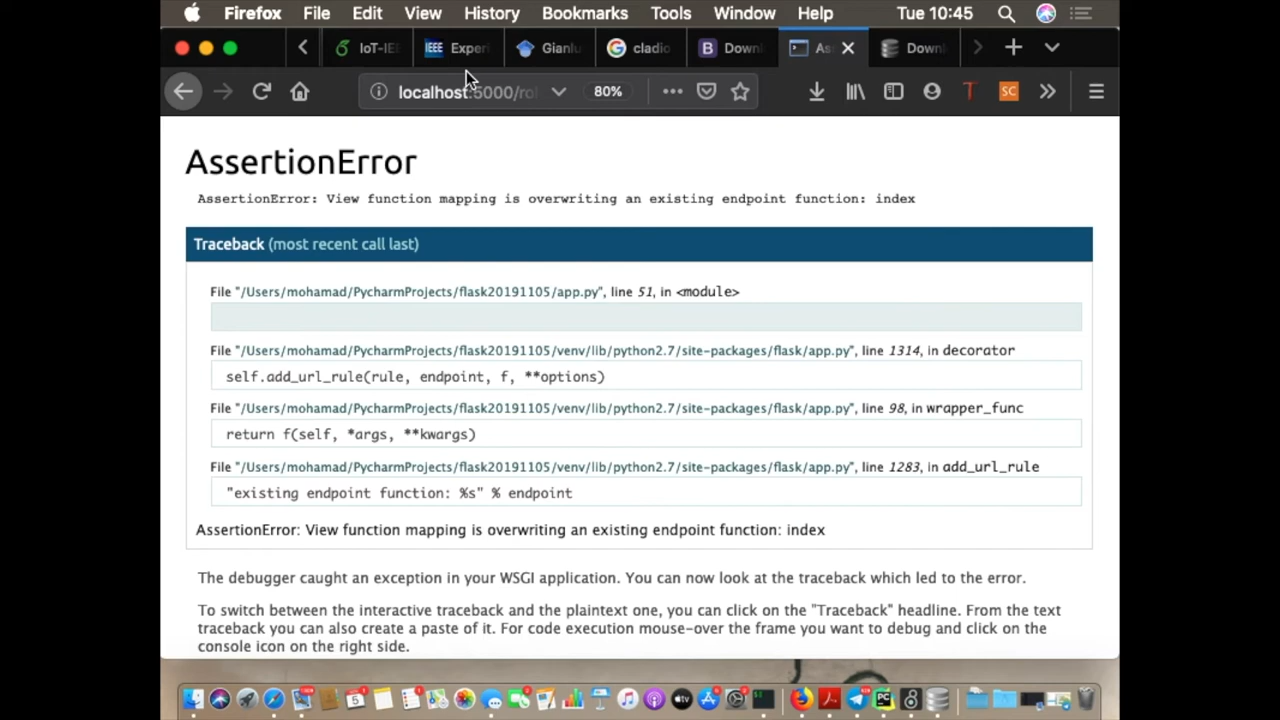 Firefox File Edit View History Bookmarks Tools Window Help Tue 10:45
IoT-IEE Experi Gianlu cladio Down As Downl
localhost:5000/rol 80% ••• T SC
AssertionError
AssertionError: View function mapping is overwriting an existing endpoint function: index
Traceback (most recent call last)
File "/Users/mohamad/PycharmProjects/flask20191105/app.py", line 51, in <module>
File "/Users/mohamad/PycharmProjects/flask20191105/venv/lib/python2.7/site-packages/flask/app.py", line 1314, in decorator
self.add_url_rule(rule, endpoint, f, **options)
File "/Users/mohamad/PycharmProjects/flask20191105/venv/lib/python2.7/site-packages/flask/app.py", line 98, in wrapper_func
return f(self, *args, **kwargs)
File "/Users/mohamad/PycharmProjects/flask20191105/venv/lib/python2.7/site-packages/flask/app.py", line 1283, in add_url_rule
"existing endpoint function: %s" % endpoint
AssertionError: View function mapping is overwriting an existing endpoint function: index
The debugger caught an exception in your WSGI application. You can now look at the traceback which led to the error.
To switch between the interactive traceback and the plaintext one, you can click on the "Traceback" headline. From the text
traceback you can also create a paste of it. For code execution mouse-over the frame you want to debug and click on the
console icon on the right side.